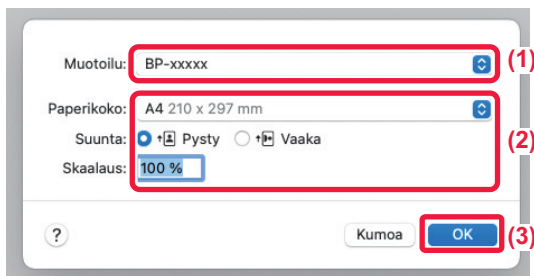 Muotoilu: BP-xxxxx (1)
Paperikoko: A4 210 x 297 mm
Suunta: Pysty Vaaka (2)
Skaalaus: 100 %
? Kumoa OK (3)